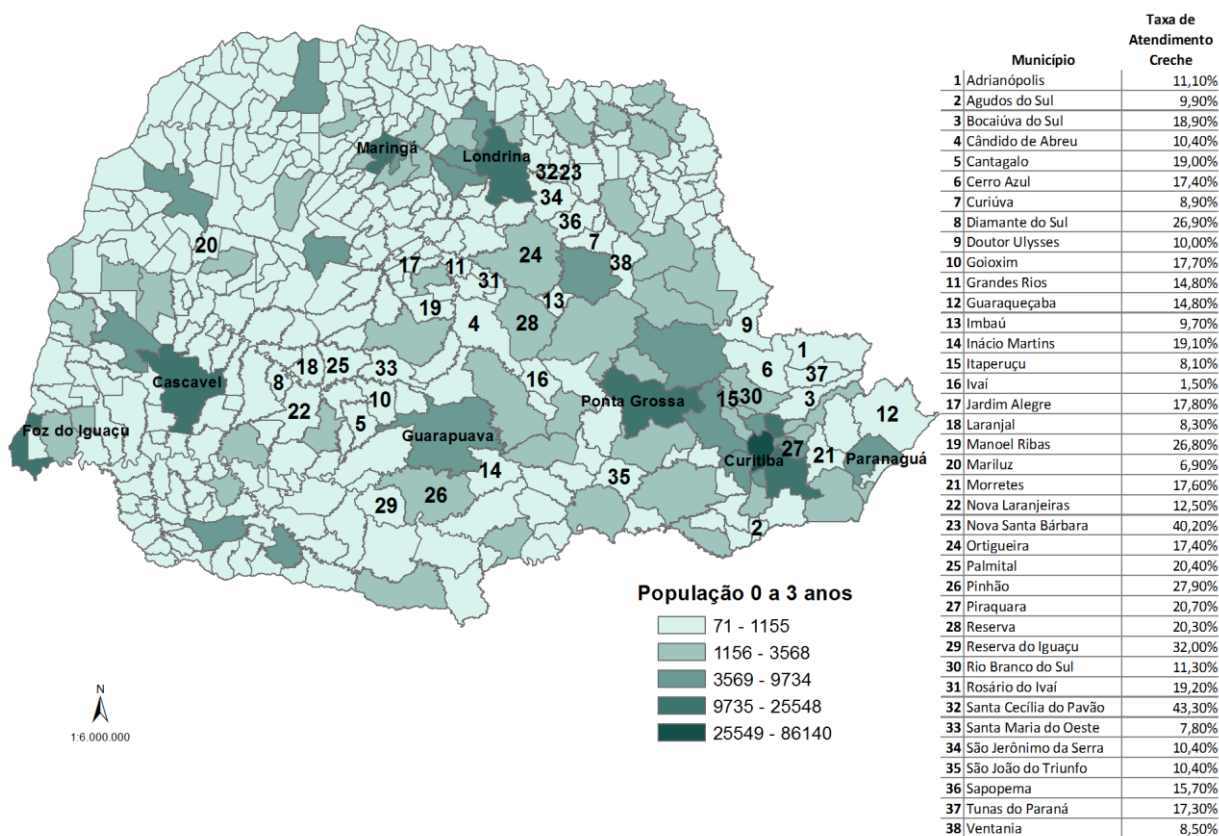 Maringá
Londrina
32 23
34
36
20
7
24
38
17
11
31
13
19
28
4
9
1
18
25
33
16
6
37
8
Cascavel
10
Ponta Grossa
15
30
3
22
12
5
Foz do Iguaçu
Guarapuava
27
21
Curitiba
Paranaguá
14
35
26
29
2
População 0 a 3 anos
71 - 1155
1156 - 3568
3569 - 9734
9735 - 25548
25549 - 86140
N
1:6.000.000
Taxa de
Atendimento
Município Creche
1 Adrianópolis 11,10%
2 Agudos do Sul 9,90%
3 Bocaiúva do Sul 18,90%
4 Cândido de Abreu 10,40%
5 Cantagalo 19,00%
6 Cerro Azul 17,40%
7 Curiúva 8,90%
8 Diamante do Sul 26,90%
9 Doutor Ulysses 10,00%
10 Goioxim 17,70%
11 Grandes Rios 14,80%
12 Guaraqueçaba 14,80%
13 Imbaú 9,70%
14 Inácio Martins 19,10%
15 Itaperuçu 8,10%
16 Ivaí 1,50%
17 Jardim Alegre 17,80%
18 Laranjal 8,30%
19 Manoel Ribas 26,80%
20 Mariluz 6,90%
21 Morretes 17,60%
22 Nova Laranjeiras 12,50%
23 Nova Santa Bárbara 40,20%
24 Ortigueira 17,40%
25 Palmital 20,40%
26 Pinhão 27,90%
27 Piraquara 20,70%
28 Reserva 20,30%
29 Reserva do Iguaçu 32,00%
30 Rio Branco do Sul 11,30%
31 Rosário do Ivaí 19,20%
32 Santa Cecília do Pavão 43,30%
33 Santa Maria do Oeste 7,80%
34 São Jerônimo da Serra 10,40%
35 São João do Triunfo 10,40%
36 Sapopema 15,70%
37 Tunas do Paraná 17,30%
38 Ventania 8,50%